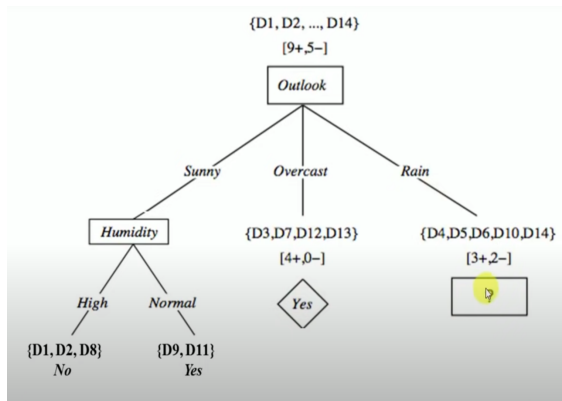 {D1, D2, ..., D14}
[9+,5−]
Outlook
Sunny
Overcast
Rain
Humidity
{D3,D7,D12,D13}
{D4,D5,D6,D10,D14}
[4+,0−]
[3+,2−]
High
Normal
Yes
?
{D1, D2, D8}
{D9, D11}
No
Yes